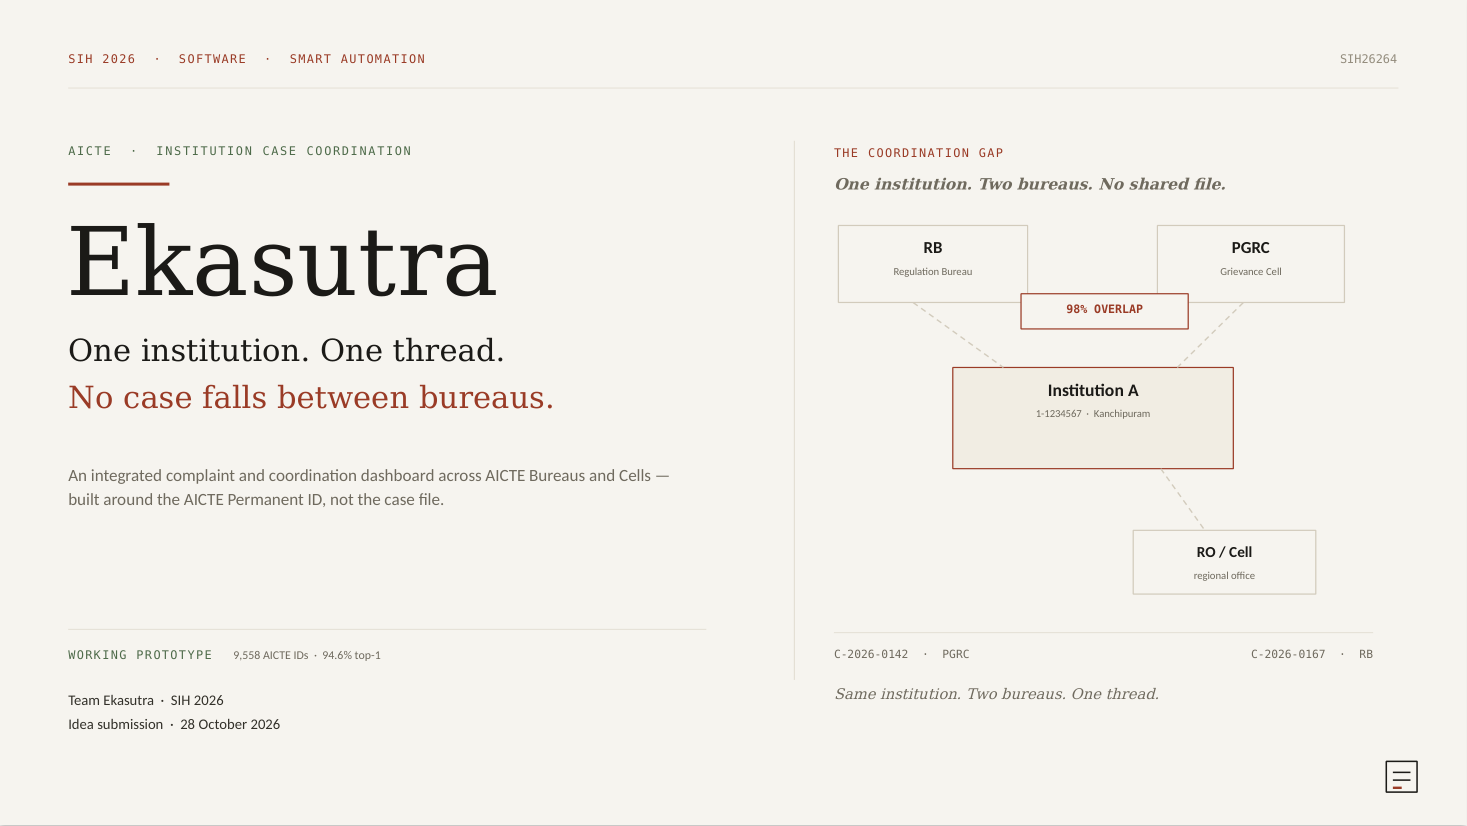 SIH 2026 · SOFTWARE · SMART AUTOMATION
SIH26264
AICTE · INSTITUTION CASE COORDINATION
Ekasutra
One institution. One thread.
No case falls between bureaus.
An integrated complaint and coordination dashboard across AICTE Bureaus and Cells —
built around the AICTE Permanent ID, not the case file.
WORKING PROTOTYPE 9,558 AICTE IDs · 94.6% top-1
Team Ekasutra · SIH 2026
Idea submission · 28 October 2026
THE COORDINATION GAP
One institution. Two bureaus. No shared file.
RB
Regulation Bureau
PGRC
Grievance Cell
98% OVERLAP
Institution A
1-1234567 · Kanchipuram
RO / Cell
regional office
C-2026-0142 · PGRC
C-2026-0167 · RB
Same institution. Two bureaus. One thread.